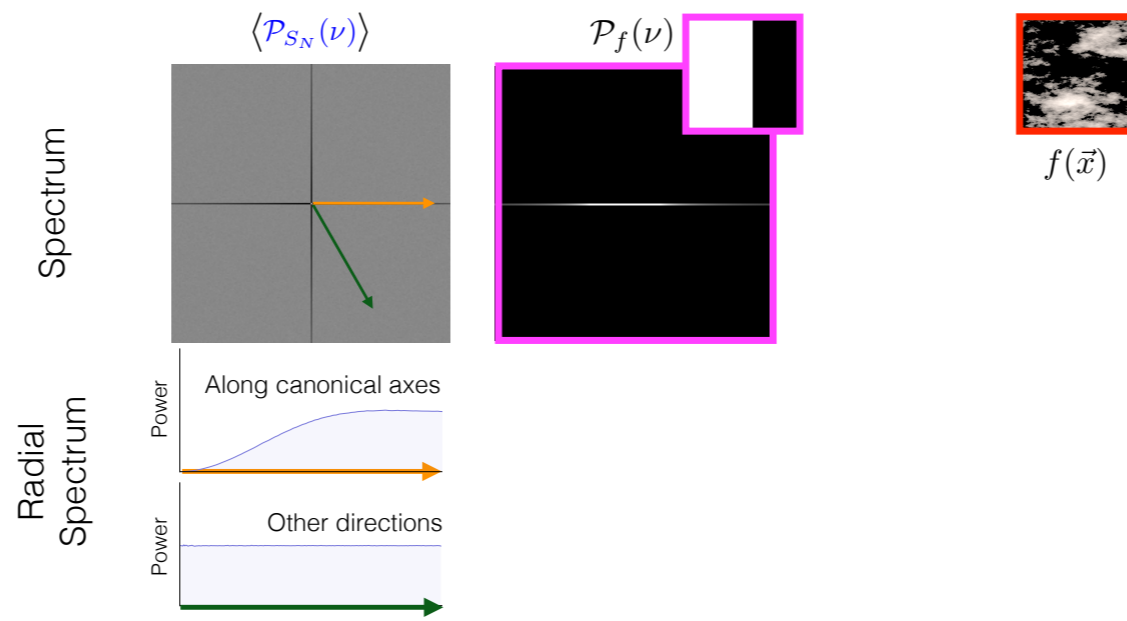 ⟨𝒫_{S_N}(ν)⟩
𝒫_f(ν)
f(x⃗)
Spectrum
Radial
Spectrum
Power
Along canonical axes
Power
Other directions